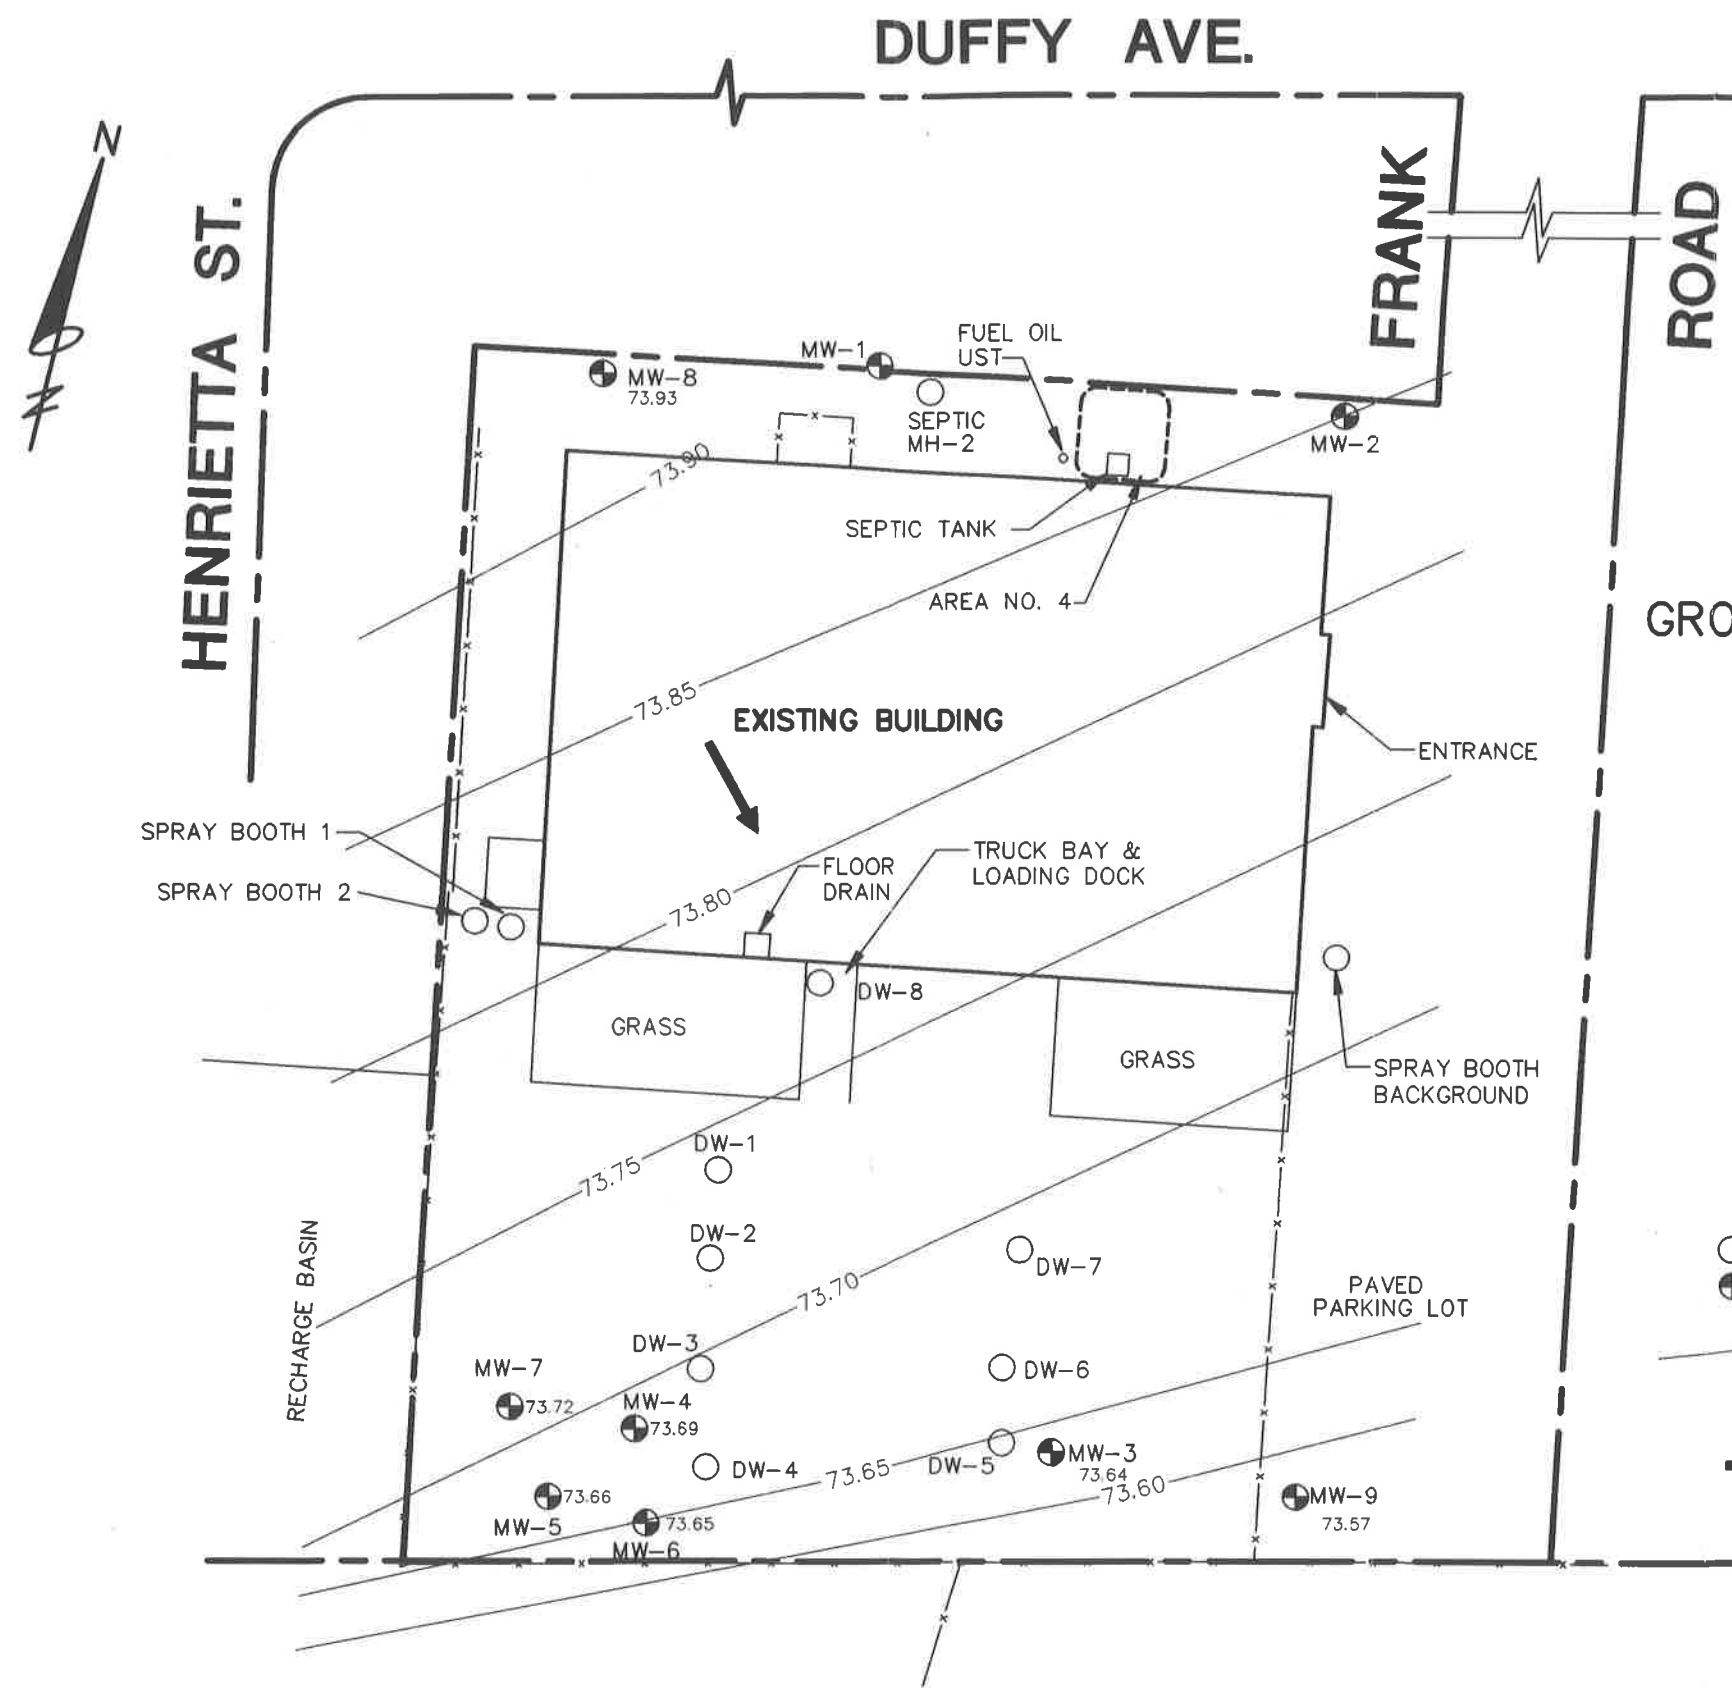 DUFFY AVE.
N
HENRIETTA ST.
FRANK
ROAD
MW-1
FUEL OIL
UST
MW-8
73.93
SEPTIC
MH-2
MW-2
73.90
SEPTIC TANK
AREA NO. 4
GRO
73.85
EXISTING BUILDING
ENTRANCE
SPRAY BOOTH 1
SPRAY BOOTH 2
FLOOR
DRAIN
TRUCK BAY &
LOADING DOCK
73.80
DW-8
GRASS
GRASS
SPRAY BOOTH
BACKGROUND
DW-1
73.75
DW-2
DW-7
RECHARGE BASIN
73.70
PAVED
PARKING LOT
DW-3
MW-7
73.72
MW-4
73.69
DW-6
DW-4
73.65
DW-5
MW-3
73.64
73.60
73.66
MW-5
73.65
MW-6
MW-9
73.57